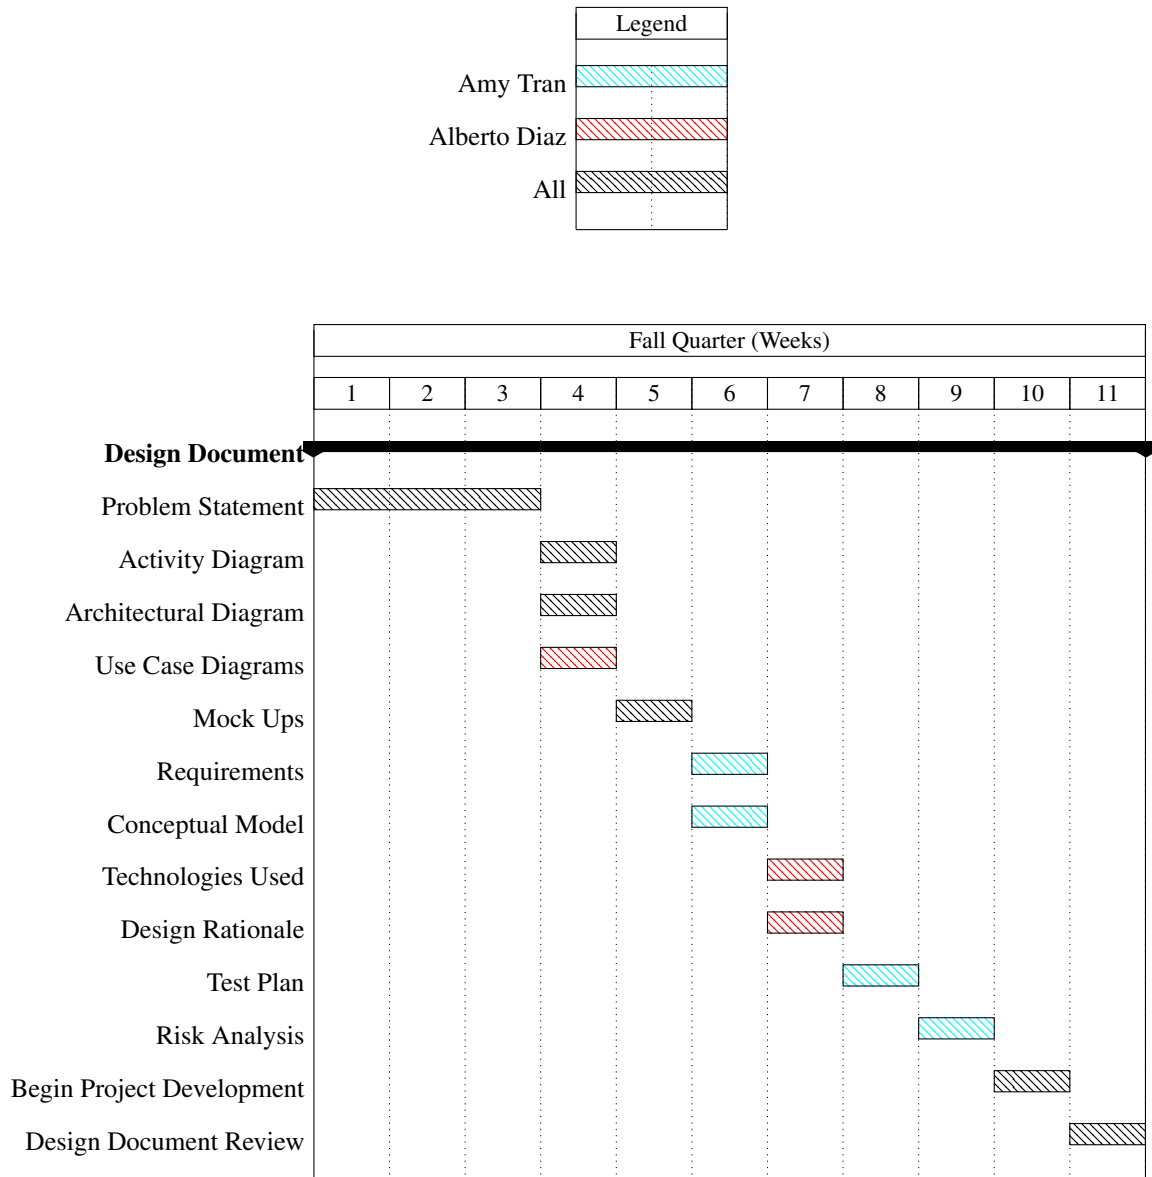 Legend
Amy Tran
Alberto Diaz
All
Fall Quarter (Weeks)
1 2 3 4 5 6 7 8 9 10 11
Design Document
Problem Statement
Activity Diagram
Architectural Diagram
Use Case Diagrams
Mock Ups
Requirements
Conceptual Model
Technologies Used
Design Rationale
Test Plan
Risk Analysis
Begin Project Development
Design Document Review